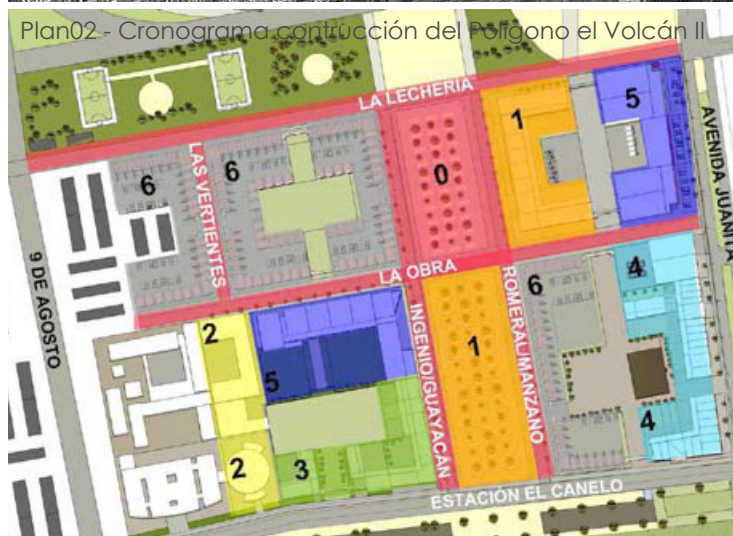 Plan02 - Cronograma contrucción del Polígono el Volcán II
LA LECHERÍA
1
5
AVENIDA JUANITA
6
LAS VERTIENTES
6
0
9 DE AGOSTO
LA OBRA
ROMERAL/MANZANO
6
4
2
INGENIO/GUAYACÁN
1
5
4
2
3
ESTACIÓN EL CANELO